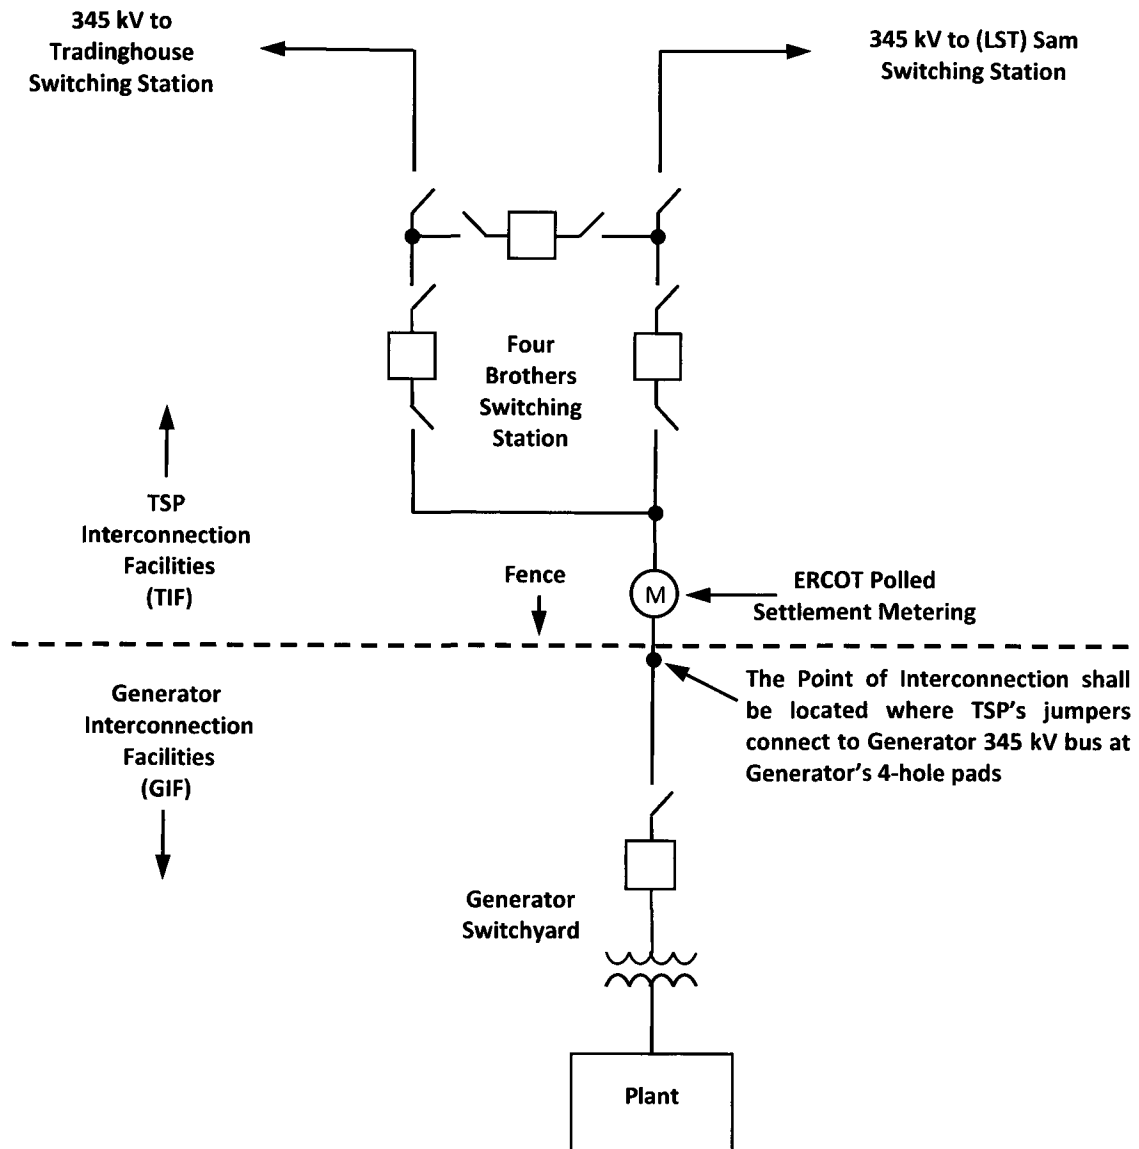 345 kV to
Tradinghouse
Switching Station
345 kV to (LST) Sam
Switching Station
Four
Brothers
Switching
Station
TSP
Interconnection
Facilities
(TIF)
Fence
M
ERCOT Polled
Settlement Metering
Generator
Interconnection
Facilities
(GIF)
The Point of Interconnection shall
be located where TSP's jumpers
connect to Generator 345 kV bus at
Generator's 4-hole pads
Generator
Switchyard
Plant